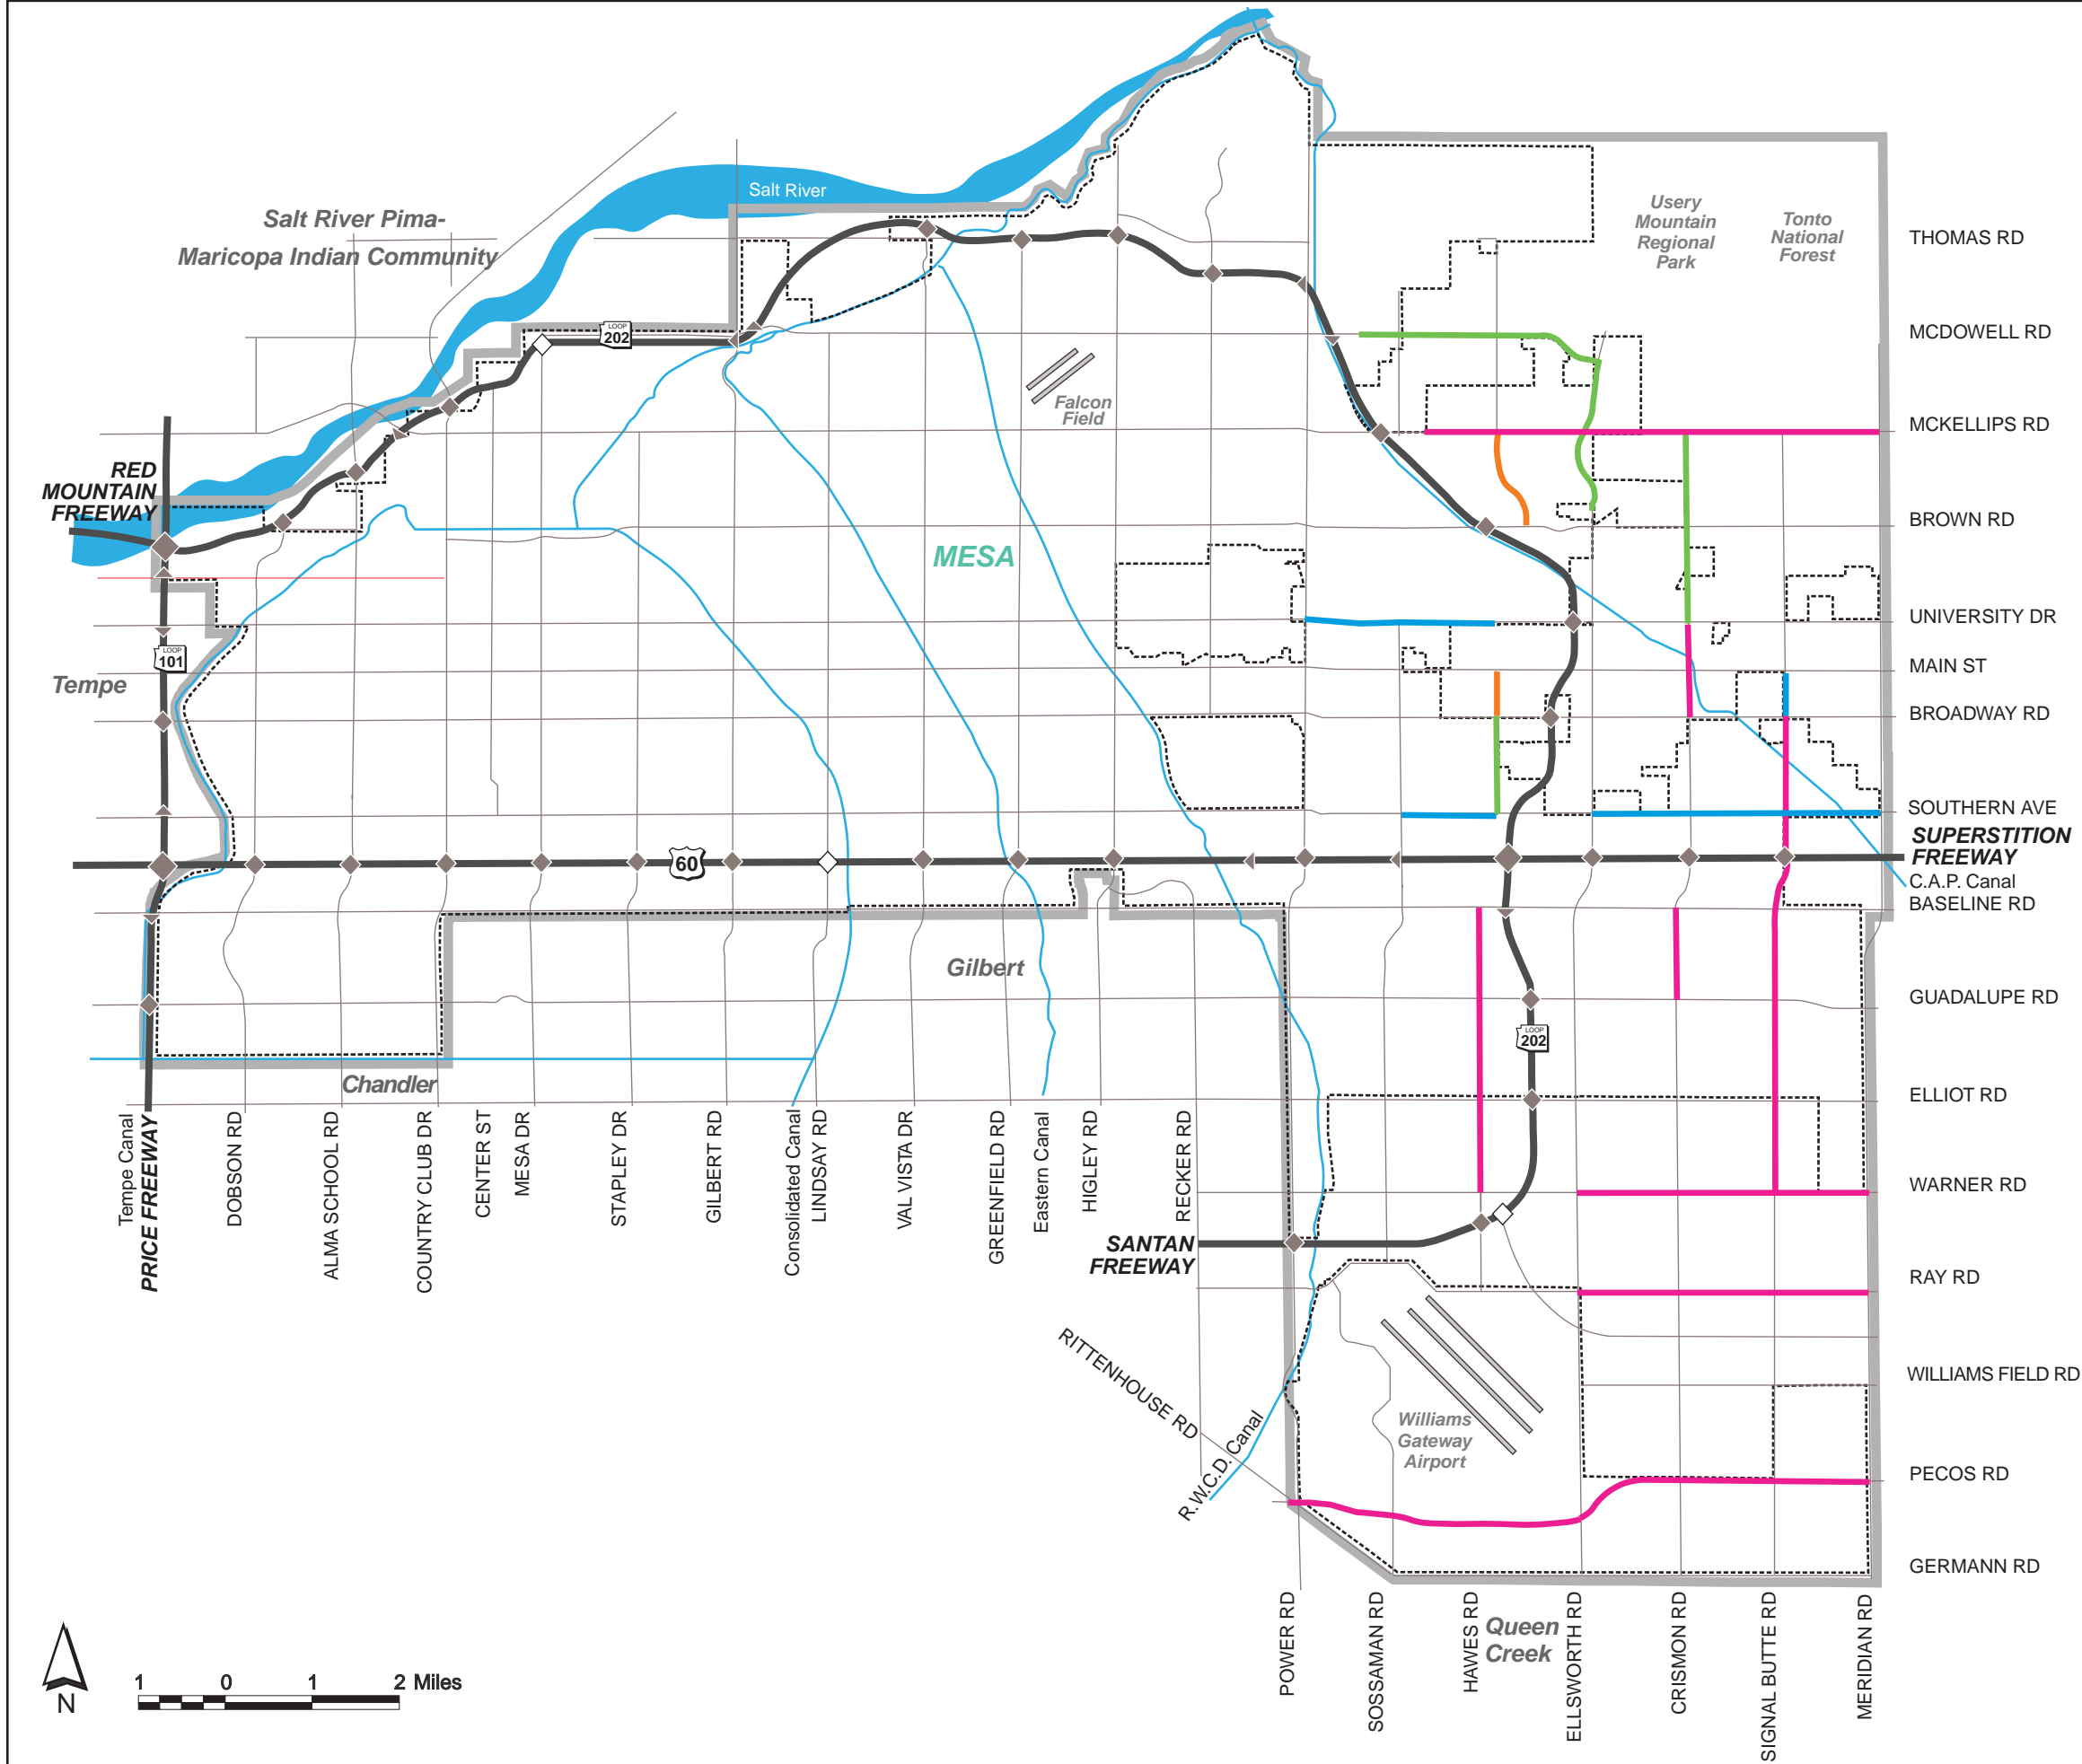 Salt River
Salt River Pima-
Maricopa Indian Community
Usery
Mountain
Regional
Park
Tonto
National
Forest
THOMAS RD
MCDOWELL RD
MCKELLIPS RD
BROWN RD
UNIVERSITY DR
MAIN ST
BROADWAY RD
SOUTHERN AVE
SUPERSTITION
FREEWAY
C.A.P. Canal
BASELINE RD
GUADALUPE RD
ELLIOT RD
WARNER RD
RAY RD
WILLIAMS FIELD RD
PECOS RD
GERMANN RD
LOOP
202
Falcon
Field
RED
MOUNTAIN
FREEWAY
MESA
LOOP
101
Tempe
60
Gilbert
LOOP
202
Chandler
Tempe Canal
PRICE FREEWAY
DOBSON RD
ALMA SCHOOL RD
COUNTRY CLUB DR
CENTER ST
MESA DR
STAPLEY DR
GILBERT RD
Consolidated Canal
LINDSAY RD
VAL VISTA DR
GREENFIELD RD
Eastern Canal
HIGLEY RD
RECKER RD
SANTAN
FREEWAY
RITTENHOUSE RD
R.W.C.D. Canal
Williams
Gateway
Airport
POWER RD
SOSSAMAN RD
HAWES RD
Queen
Creek
ELLSWORTH RD
CRISMON RD
SIGNAL BUTTE RD
MERIDIAN RD
N
1 0 1 2 Miles